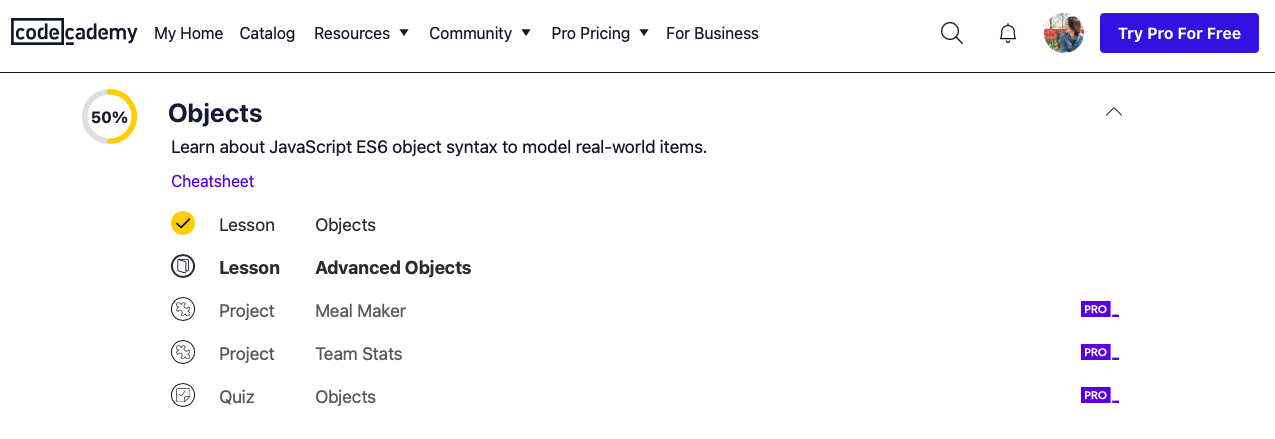 codecademy My Home Catalog Resources Community Pro Pricing For Business Try Pro For Free
50% Objects
Learn about JavaScript ES6 object syntax to model real-world items.
Cheatsheet
Lesson Objects
Lesson Advanced Objects
Project Meal Maker PRO
Project Team Stats PRO
Quiz Objects PRO